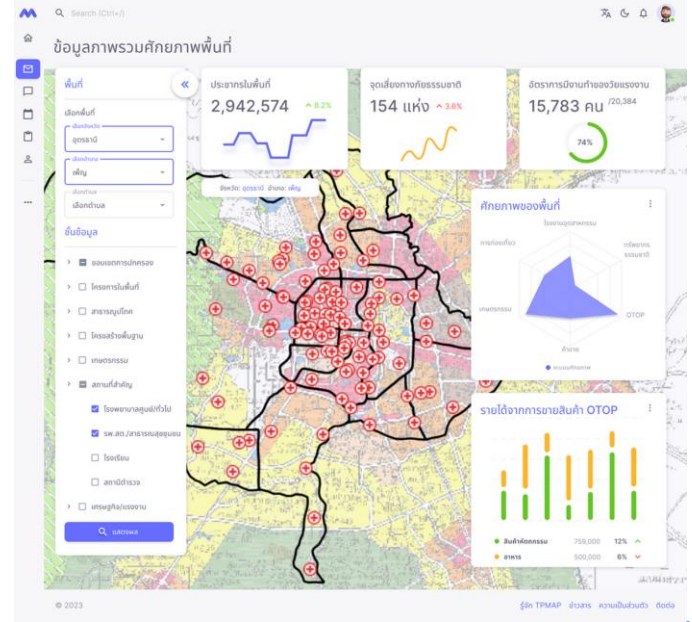 Search (Ctrl+/)
ข้อมูลภาพรวมศักยภาพพื้นที่
พื้นที่
เลือกพื้นที่
เลือกจังหวัด
อุดรธานี
เลือกอำเภอ
เพ็ญ
เลือกตำบล
เลือกตำบล
ชั้นข้อมูล
ขอบเขตการปกครอง
โครงการในพื้นที่
สาธารณูปโภค
โครงสร้างพื้นฐาน
เกษตรกรรม
สถานที่สำคัญ
โรงพยาบาลศูนย์/ทั่วไป
รพ.สต./สาธารณสุขชุมชน
โรงเรียน
สถานีตำรวจ
เศรษฐกิจ/แรงงาน
แสดงผล
ประชากรในพื้นที่
2,942,574
6.2%
จุดเสี่ยงทางภัยธรรมชาติ
154 แห่ง
3.6%
อัตราการมีงานทำของวัยแรงงาน
15,783 คน /20,384
74%
จังหวัด: อุดรธานี อำเภอ: เพ็ญ
ศักยภาพของพื้นที่
โรงงานอุตสาหกรรม
การท่องเที่ยว
ทรัพยากร
ธรรมชาติ
เกษตรกรรม
OTOP
ค้าขาย
คะแนนศักยภาพ
รายได้จากการขายสินค้า OTOP
สินค้าหัตถกรรม 759,000 12%
อาหาร 500,000 6%
© 2023
รู้จัก TPMAP ข่าวสาร ความเป็นส่วนตัว ติดต่อ